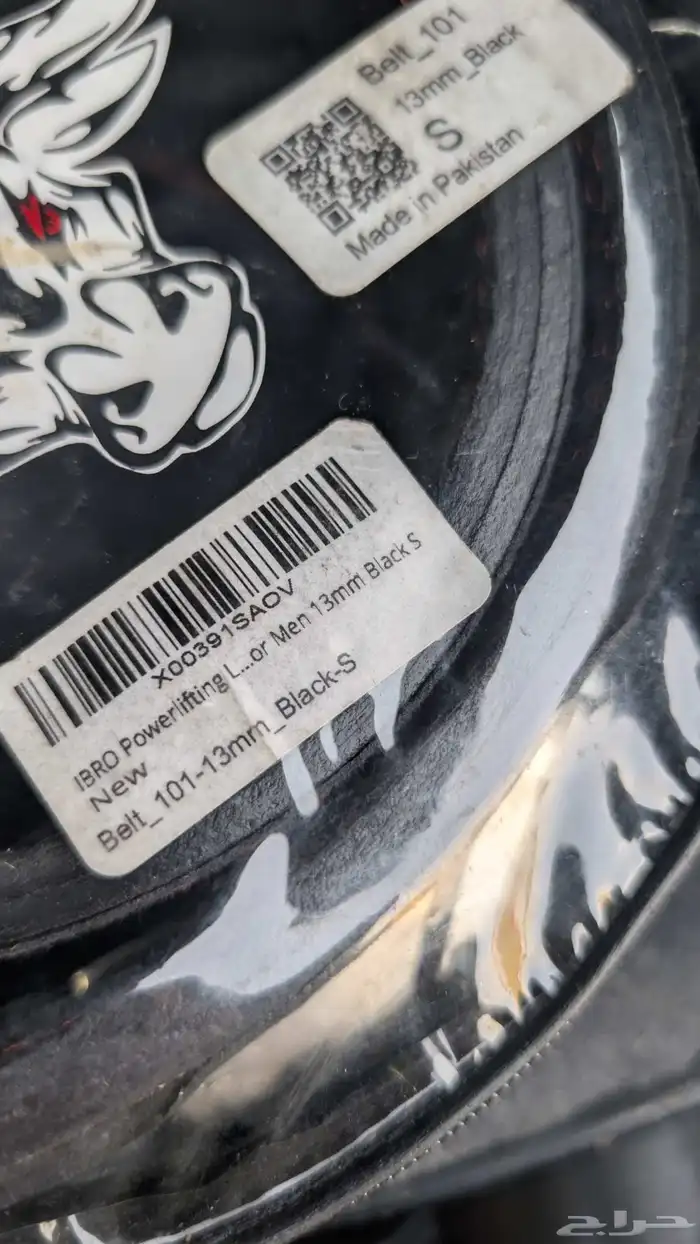 Belt_101
13mm_Black
S
Made in Pakistan
X00391SAOV
IBRO Powerlifting L...or Men 13mm Black S
New
Belt_101-13mm_Black-S
حراج